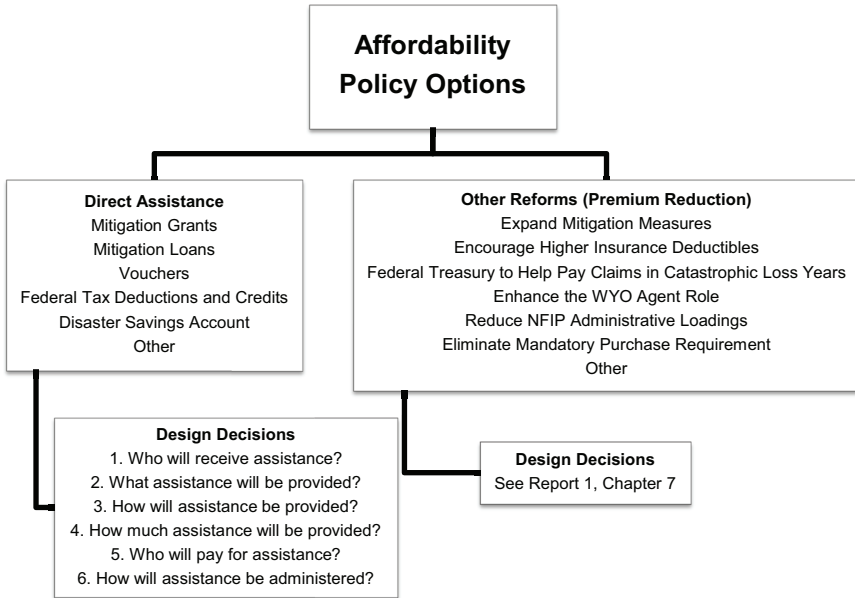 Affordability
Policy Options
Direct Assistance
Mitigation Grants
Mitigation Loans
Vouchers
Federal Tax Deductions and Credits
Disaster Savings Account
Other
Other Reforms (Premium Reduction)
Expand Mitigation Measures
Encourage Higher Insurance Deductibles
Federal Treasury to Help Pay Claims in Catastrophic Loss Years
Enhance the WYO Agent Role
Reduce NFIP Administrative Loadings
Eliminate Mandatory Purchase Requirement
Other
Design Decisions
1. Who will receive assistance?
2. What assistance will be provided?
3. How will assistance be provided?
4. How much assistance will be provided?
5. Who will pay for assistance?
6. How will assistance be administered?
Design Decisions
See Report 1, Chapter 7